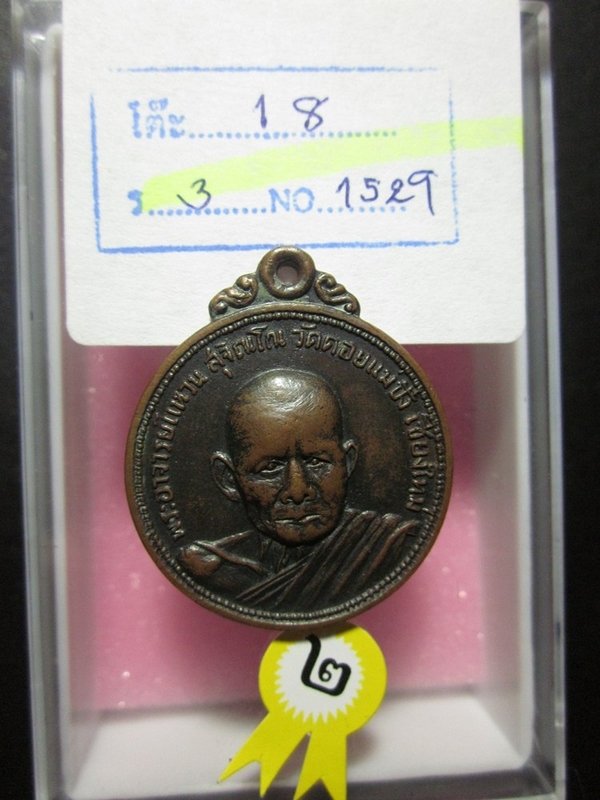 โต๊ะ 18
ร 3 NO 1529
พระอาจารย์แหวน สุจิณฺโณ วัดดอยแม่ปั๋ง เชียงใหม่
๒